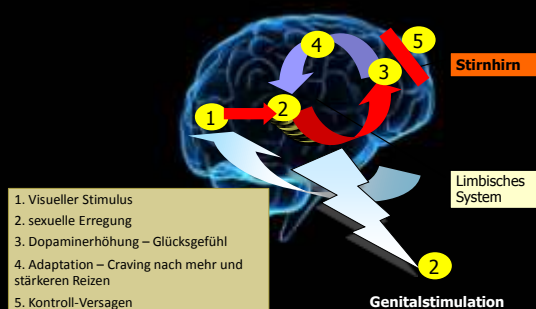 4
5
Stirnhirn
3
1
2
Limbisches
System
1. Visueller Stimulus
2. sexuelle Erregung
3. Dopaminerhöhung – Glücksgefühl
4. Adaptation – Craving nach mehr und
stärkeren Reizen
5. Kontroll-Versagen
2
Genitalstimulation